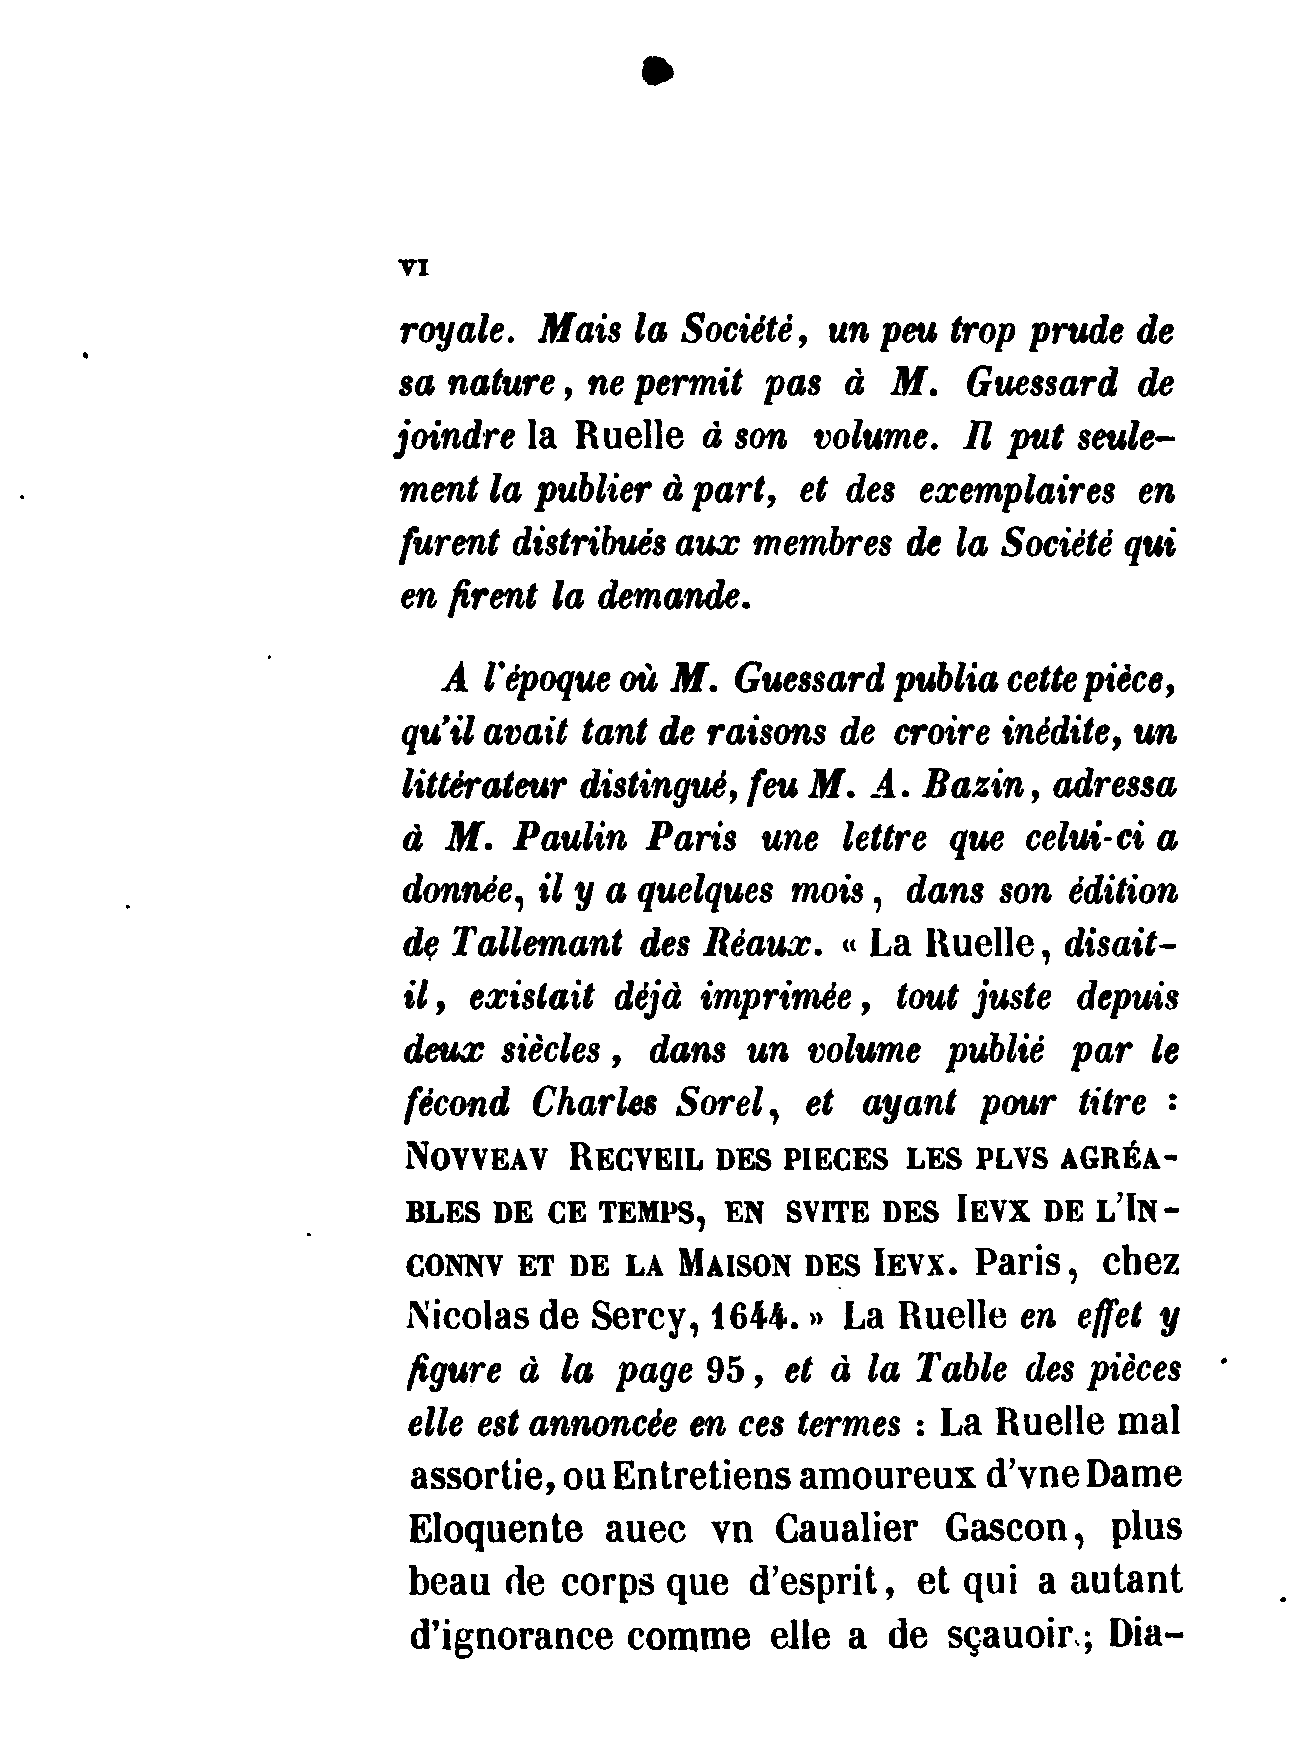 VI
royale. Mais la Société, un peu trop prude de
sa nature, ne permit pas à M. Guessard de
joindre la Ruelle à son volume. Il put seule-
ment la publier à part, et des exemplaires en
furent distribués aux membres de la Société qui
en firent la demande.
A l'époque où M. Guessard publia cette pièce,
qu'il avait tant de raisons de croire inédite, un
littérateur distingué, feu M. A. Bazin, adressa
à M. Paulin Paris une lettre que celui-ci a
donnée, il y a quelques mois, dans son édition
de Tallemant des Réaux. « La Ruelle, disait-
il, existait déjà imprimée, tout juste depuis
deux siècles, dans un volume publié par le
fécond Charles Sorel, et ayant pour titre :
NOVVEAV RECVEIL DES PIECES LES PLVS AGRÉA-
BLES DE CE TEMPS, EN SVITE DES IEVX DE L'IN-
CONNV ET DE LA MAISON DES IEVX. Paris, chez
Nicolas de Sercy, 1644. » La Ruelle en effet y
figure à la page 95, et à la Table des pièces
elle est annoncée en ces termes : La Ruelle mal
assortie, ou Entretiens amoureux d'vne Dame
Eloquente auec vn Caualier Gascon, plus
beau de corps que d'esprit, et qui a autant
d'ignorance comme elle a de sçauoir; Dia-